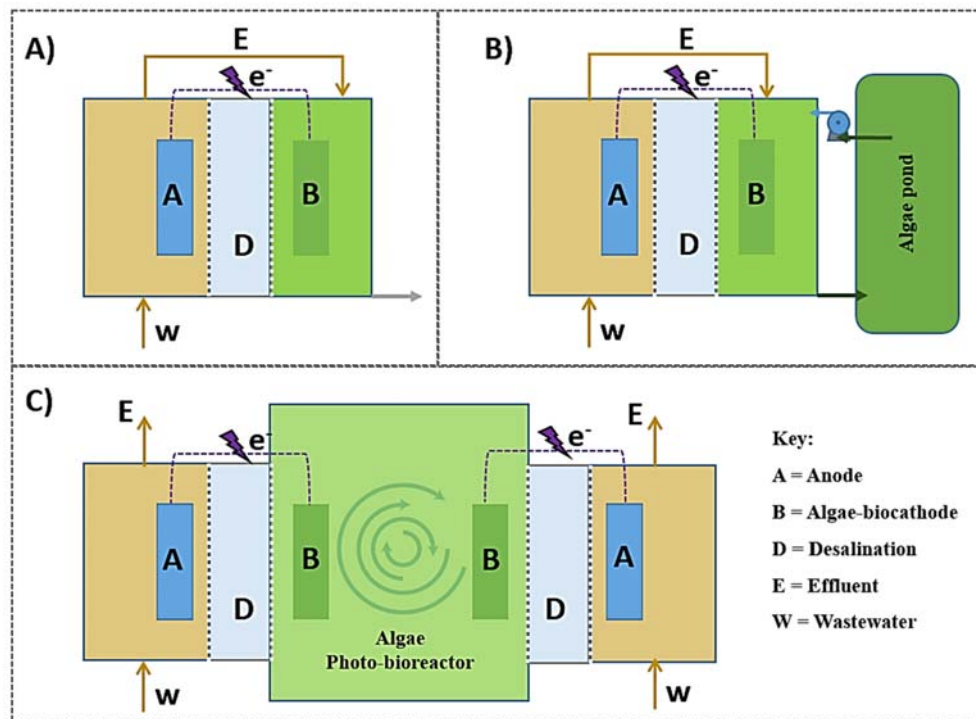 A)
E
e-
A
B
D
w
B)
E
e-
A
B
D
w
Algae pond
C)
E
E
e-
e-
A
B
B
A
D
D
Algae
Photo-bioreactor
w
w
Key:
A = Anode
B = Algae-biocathode
D = Desalination
E = Effluent
W = Wastewater